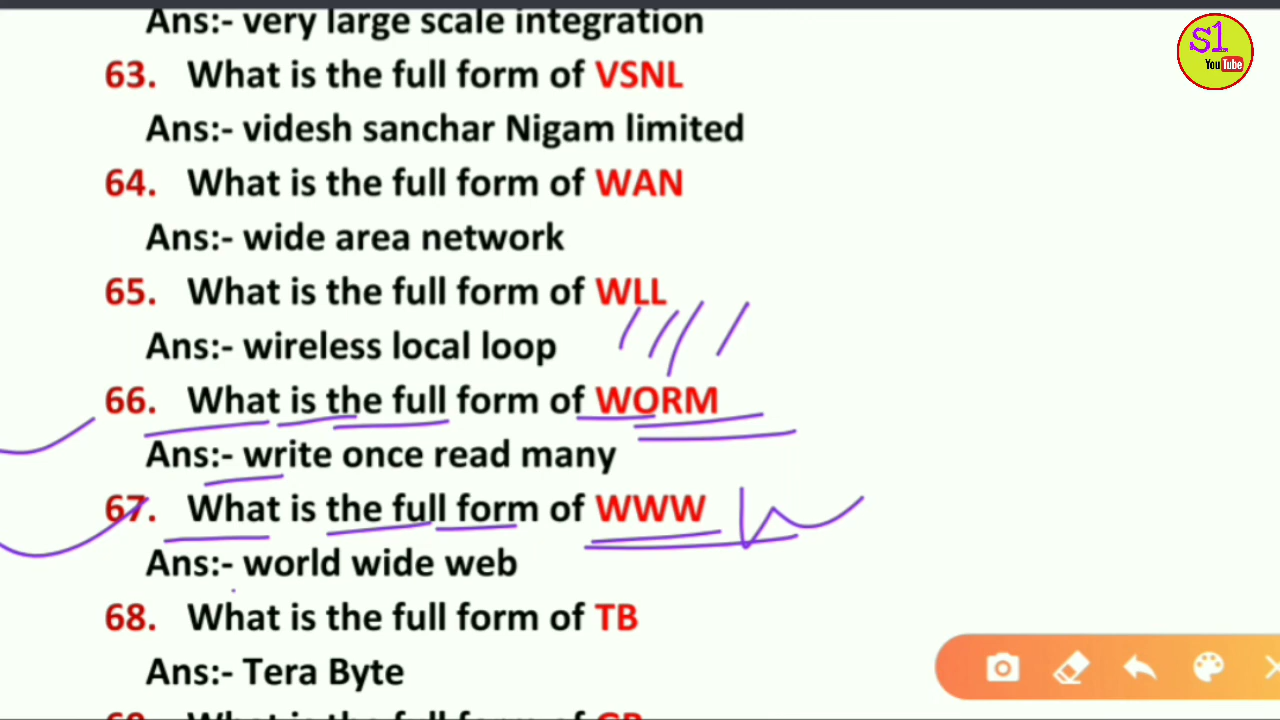 Ans:- very large scale integration
S1
YouTube
63. What is the full form of VSNL
Ans:- videsh sanchar Nigam limited
64. What is the full form of WAN
Ans:- wide area network
65. What is the full form of WLL
Ans:- wireless local loop
66. What is the full form of WORM
Ans:- write once read many
67. What is the full form of WWW
Ans:- world wide web
68. What is the full form of TB
Ans:- Tera Byte